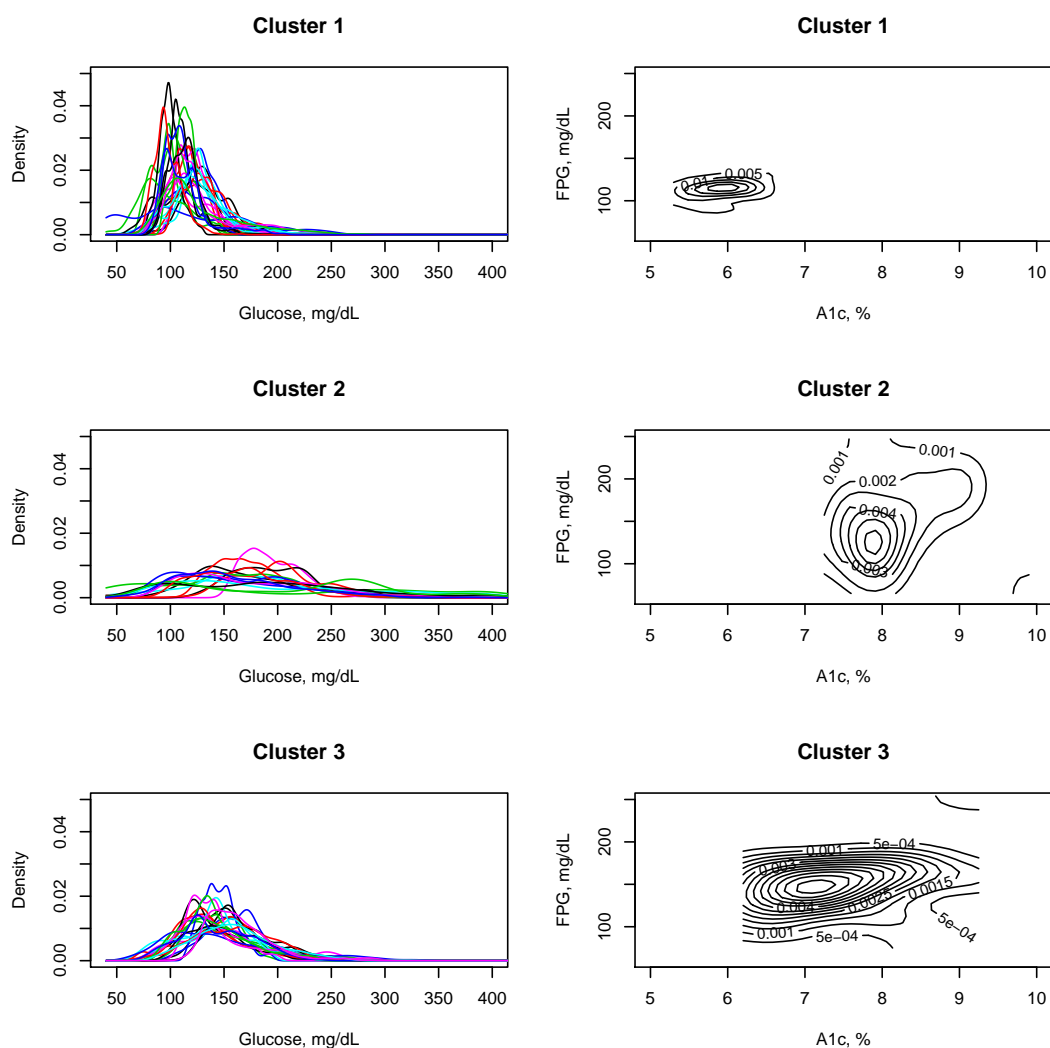 Cluster 1
Density
0.00 0.02 0.04
50 100 150 200 250 300 350 400
Glucose, mg/dL
Cluster 1
FPG, mg/dL
100 200
0.01 0.005
5 6 7 8 9 10
A1c, %
Cluster 2
Density
0.00 0.02 0.04
50 100 150 200 250 300 350 400
Glucose, mg/dL
Cluster 2
FPG, mg/dL
100 200
0.001 0.001
0.002
0.004
0.003
5 6 7 8 9 10
A1c, %
Cluster 3
Density
0.00 0.02 0.04
50 100 150 200 250 300 350 400
Glucose, mg/dL
Cluster 3
FPG, mg/dL
100 200
0.001 5e−04
0.003
0.004 0.0025 0.0015
0.001 5e−04 5e−04
5 6 7 8 9 10
A1c, %